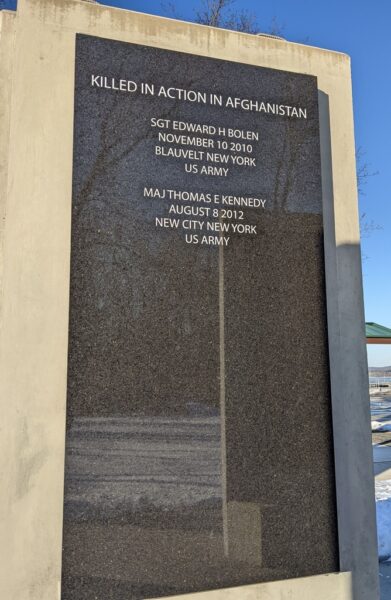 KILLED IN ACTION IN AFGHANISTAN
SGT EDWARD H BOLEN
NOVEMBER 10 2010
BLAUVELT NEW YORK
US ARMY
MAJ THOMAS E KENNEDY
AUGUST 8 2012
NEW CITY NEW YORK
US ARMY